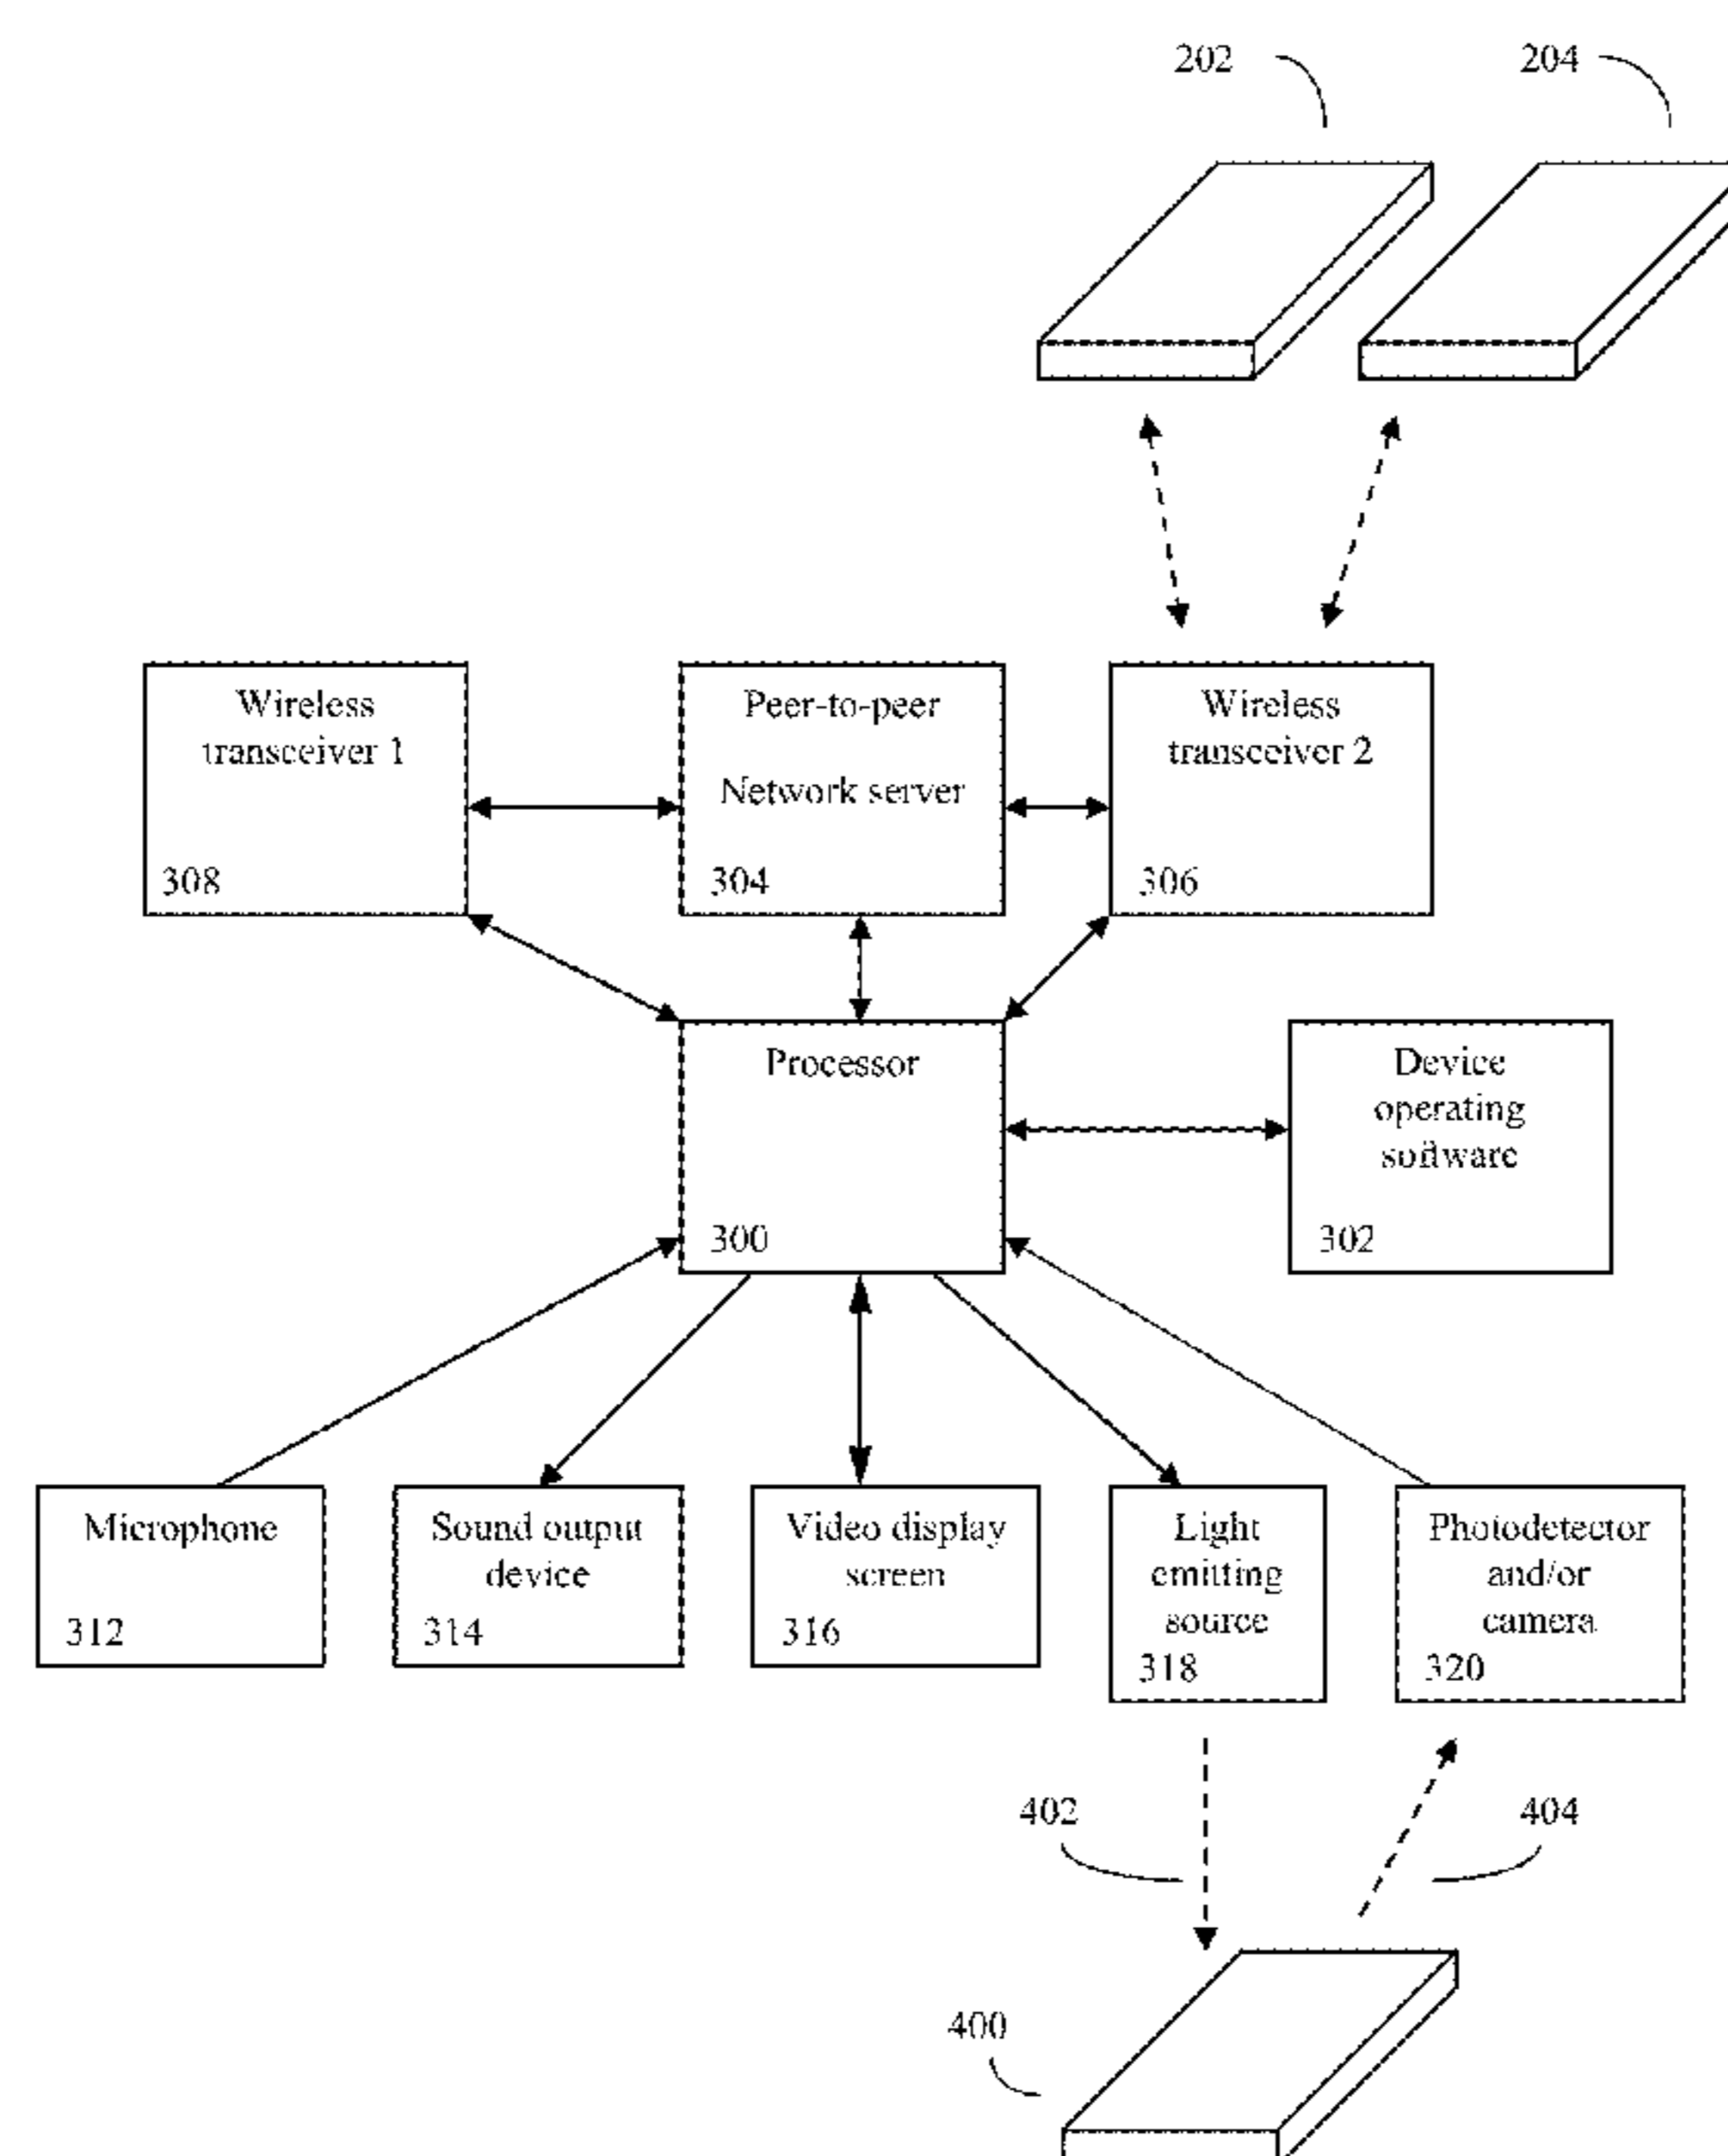 202
204
Wireless
transceiver 1
308
Peer-to-peer
Network server
304
Wireless
transceiver 2
306
Processor
300
Device
operating
software
302
Microphone
312
Sound output
device
314
Video display
screen
316
Light
emitting
source
318
Photodetector
and/or
camera
320
402
404
400